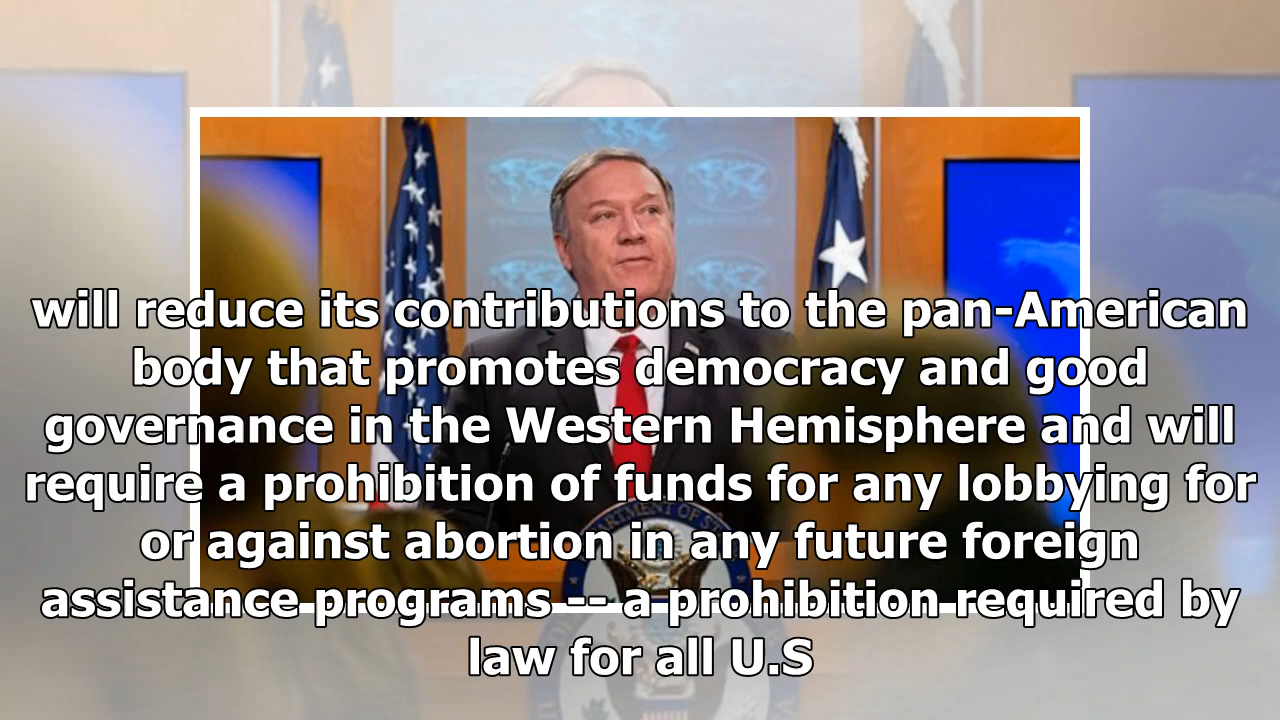 will reduce its contributions to the pan-American
body that promotes democracy and good
governance in the Western Hemisphere and will
require a prohibition of funds for any lobbying for
or against abortion in any future foreign
assistance programs -- a prohibition required by
law for all U.S